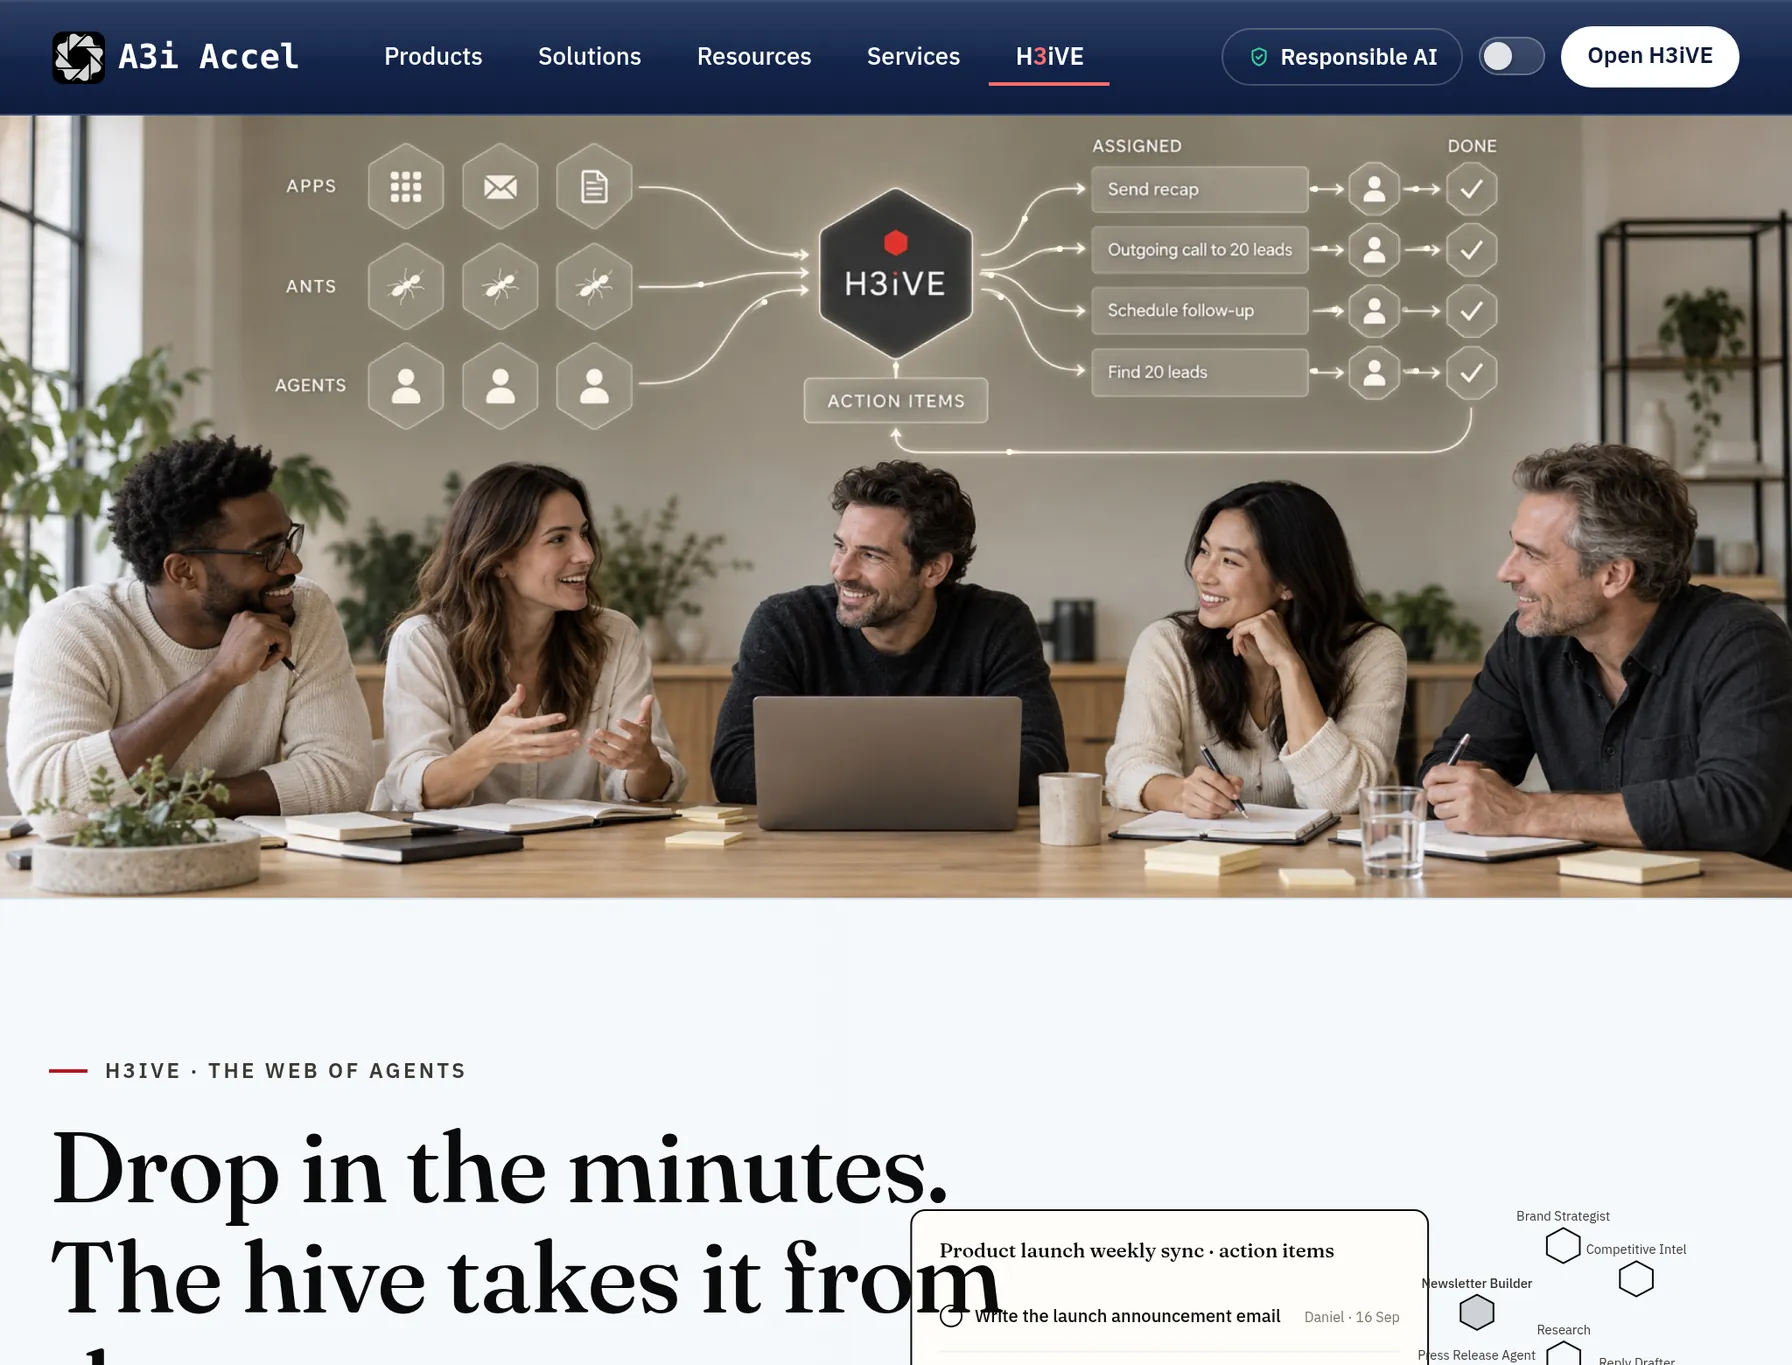 A3i Accel
Products
Solutions
Resources
Services
H3iVE
Responsible AI
Open H3iVE
APPS
ANTS
AGENTS
H3iVE
ACTION ITEMS
ASSIGNED
DONE
Send recap
Outgoing call to 20 leads
Schedule follow-up
Find 20 leads
H3IVE · THE WEB OF AGENTS
Drop in the minutes.
The hive takes it from
Product launch weekly sync · action items
Write the launch announcement email
Daniel · 16 Sep
Brand Strategist
Competitive Intel
Newsletter Builder
Research
Press Release Agent
Reply Drafter